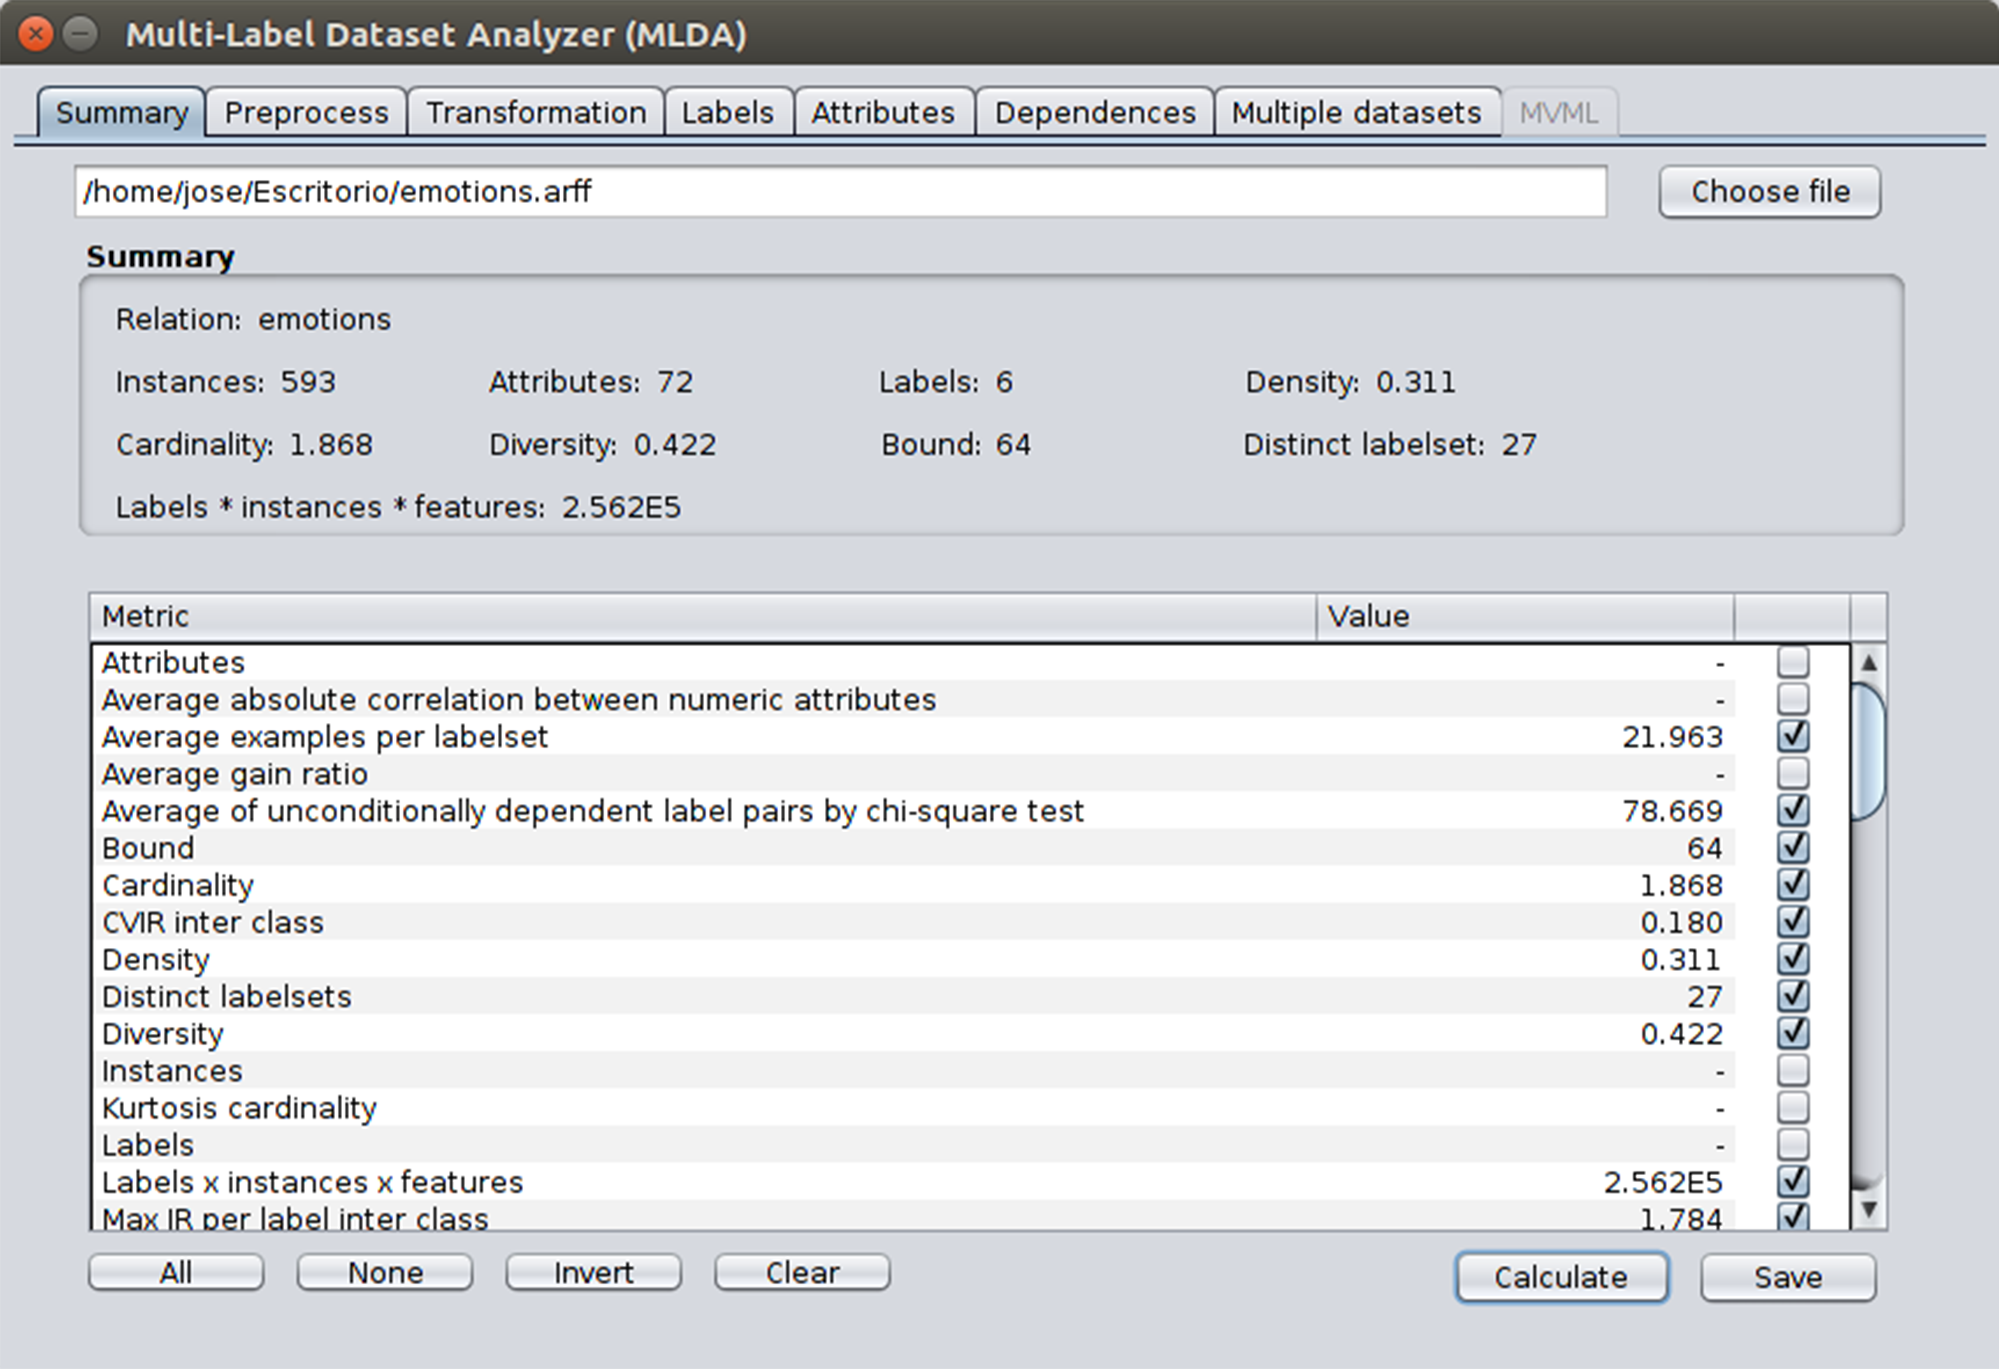 Multi-Label Dataset Analyzer (MLDA)
Summary Preprocess Transformation Labels Attributes Dependences Multiple datasets MVML
/home/jose/Escritorio/emotions.arff Choose file
Summary
Relation: emotions
Instances: 593 Attributes: 72 Labels: 6 Density: 0.311
Cardinality: 1.868 Diversity: 0.422 Bound: 64 Distinct labelset: 27
Labels * instances * features: 2.562E5
Metric Value
Attributes -
Average absolute correlation between numeric attributes -
Average examples per labelset 21.963
Average gain ratio -
Average of unconditionally dependent label pairs by chi-square test 78.669
Bound 64
Cardinality 1.868
CVIR inter class 0.180
Density 0.311
Distinct labelsets 27
Diversity 0.422
Instances -
Kurtosis cardinality -
Labels -
Labels x instances x features 2.562E5
Max IR per label inter class 1.784
All None Invert Clear Calculate Save